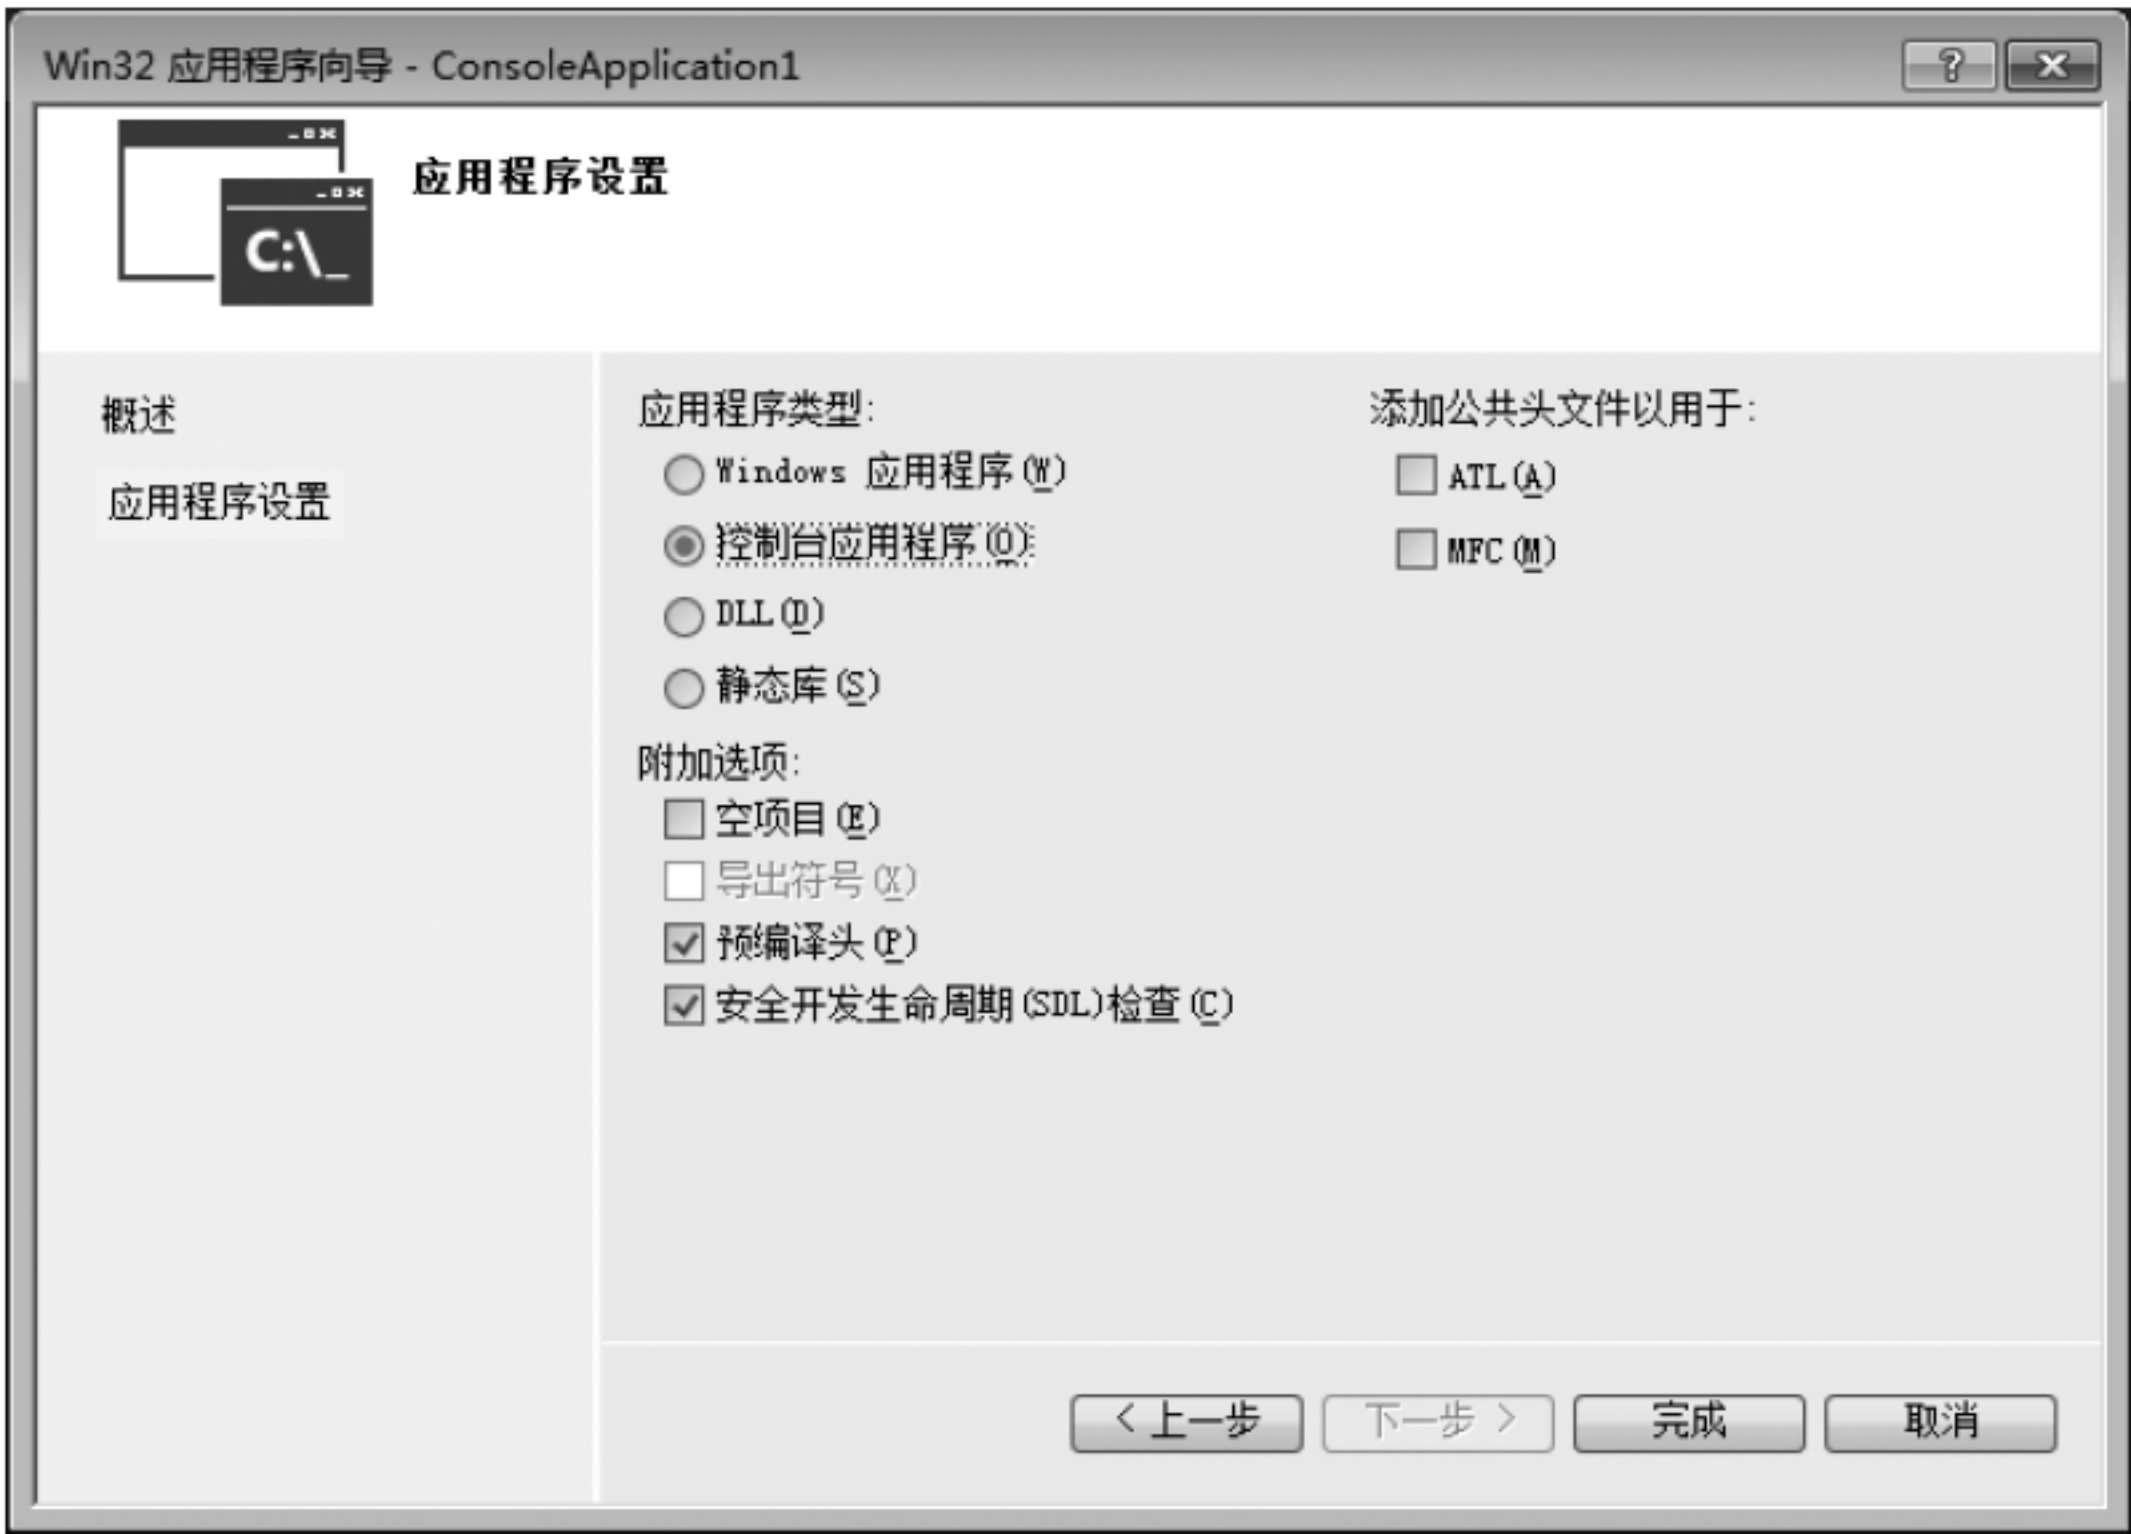 Win32 应用程序向导 - ConsoleApplication1
C:\_
应用程序设置
概述
应用程序设置
应用程序类型:
Windows 应用程序(W)
控制台应用程序(O)
DLL(D)
静态库(S)
附加选项:
空项目(E)
导出符号(X)
预编译头(P)
安全开发生命周期(SDL)检查(C)
添加公共头文件以用于:
ATL(A)
MFC(M)
< 上一步
下一步 >
完成
取消